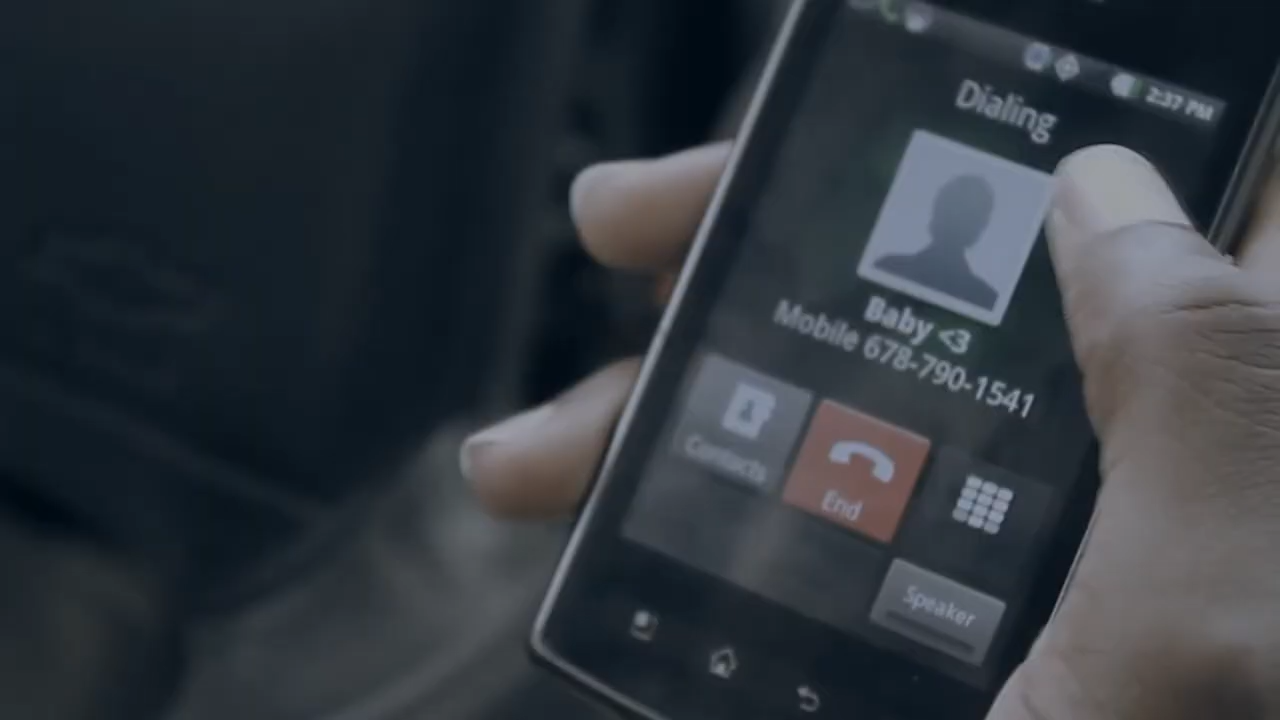 2:37 PM
Dialing
Baby <3
Mobile 678-790-1541
Contacts
End
Speaker